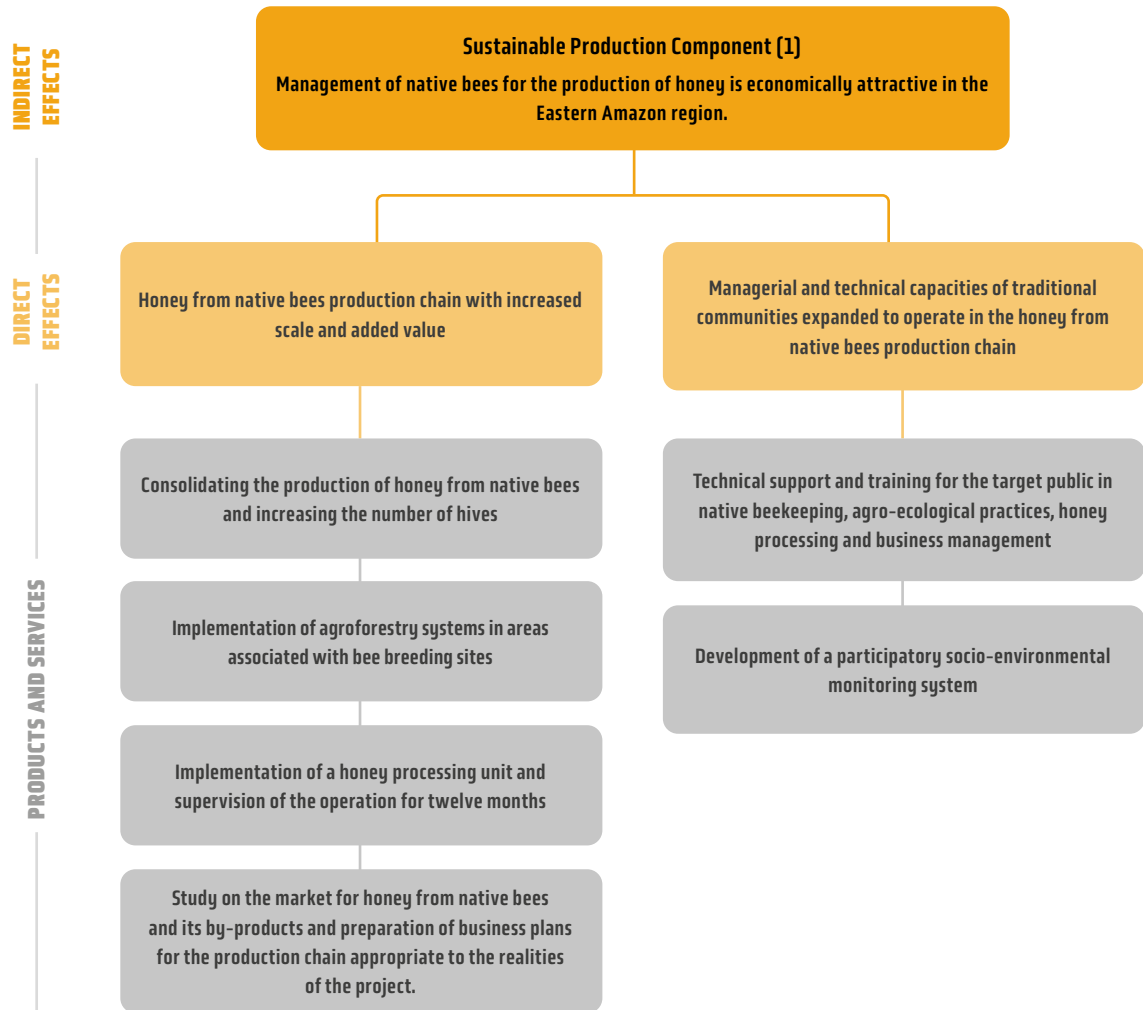 INDIRECT
EFFECTS
Sustainable Production Component (1)
Management of native bees for the production of honey is economically attractive in the
Eastern Amazon region.
DIRECT
EFFECTS
Honey from native bees production chain with increased
scale and added value
Managerial and technical capacities of traditional
communities expanded to operate in the honey from
native bees production chain
PRODUCTS AND SERVICES
Consolidating the production of honey from native bees
and increasing the number of hives
Implementation of agroforestry systems in areas
associated with bee breeding sites
Implementation of a honey processing unit and
supervision of the operation for twelve months
Study on the market for honey from native bees
and its by-products and preparation of business plans
for the production chain appropriate to the realities
of the project.
Technical support and training for the target public in
native beekeeping, agro-ecological practices, honey
processing and business management
Development of a participatory socio-environmental
monitoring system